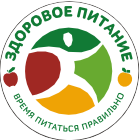 ЗДОРОВОЕ ПИТАНИЕ
ВРЕМЯ ПИТАТЬСЯ ПРАВИЛЬНО